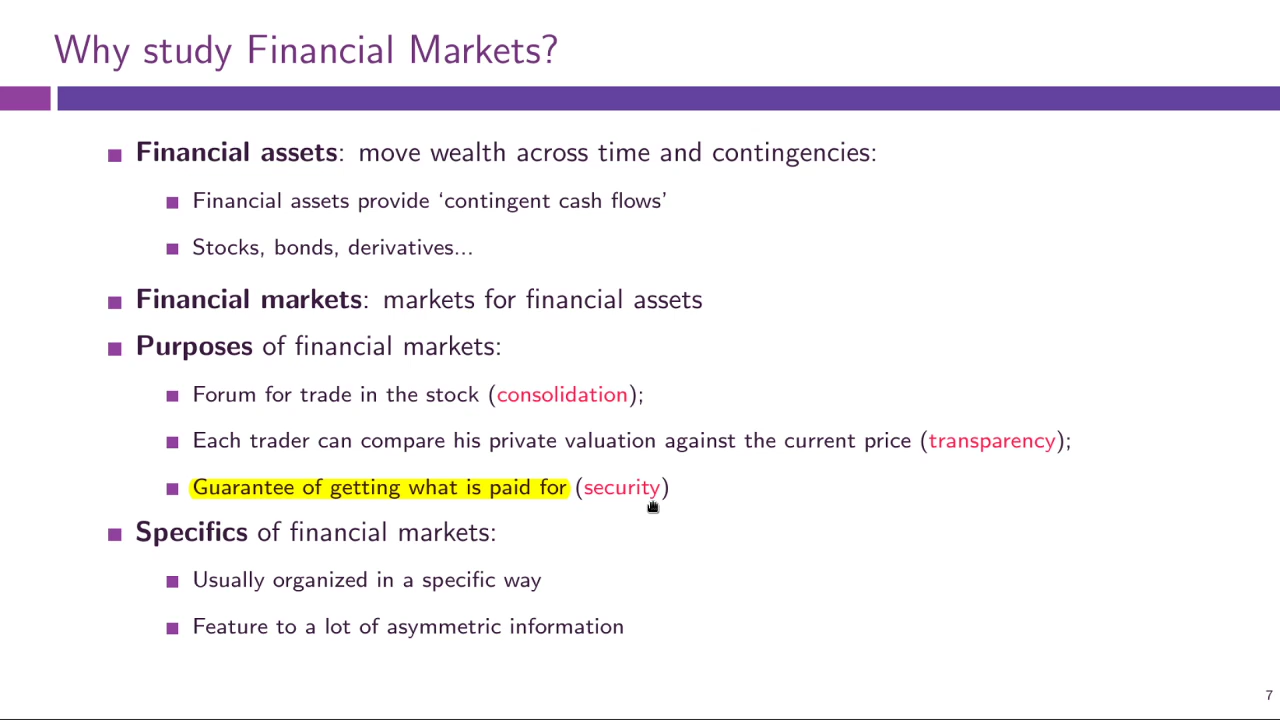 Why study Financial Markets?
Financial assets: move wealth across time and contingencies:
Financial assets provide ‘contingent cash flows’
Stocks, bonds, derivatives...
Financial markets: markets for financial assets
Purposes of financial markets:
Forum for trade in the stock (consolidation);
Each trader can compare his private valuation against the current price (transparency);
Guarantee of getting what is paid for (security)
Specifics of financial markets:
Usually organized in a specific way
Feature to a lot of asymmetric information
7